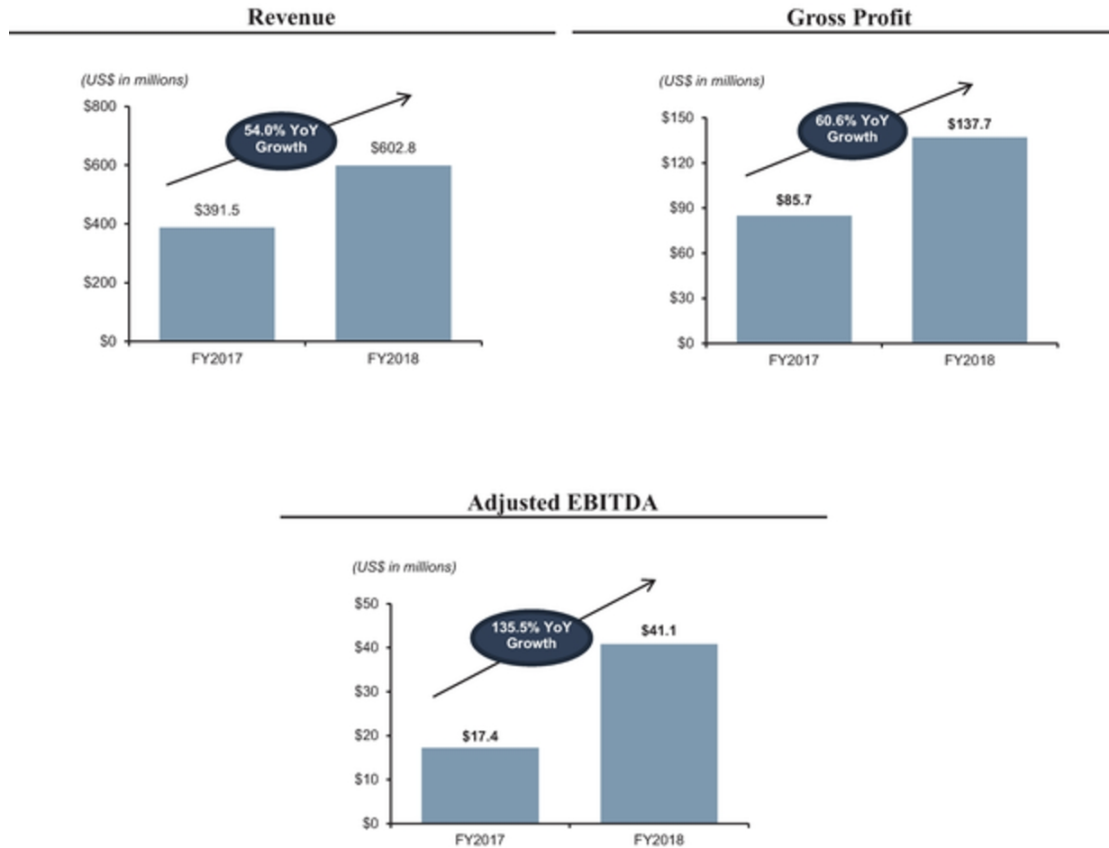 Revenue
(US$ in millions)
$800
$600
$400
$200
$0
54.0% YoY
Growth
$391.5
$602.8
FY2017
FY2018
Gross Profit
(US$ in millions)
$150
$120
$90
$60
$30
$0
60.6% YoY
Growth
$85.7
$137.7
FY2017
FY2018
Adjusted EBITDA
(US$ in millions)
$50
$40
$30
$20
$10
$0
135.5% YoY
Growth
$17.4
$41.1
FY2017
FY2018